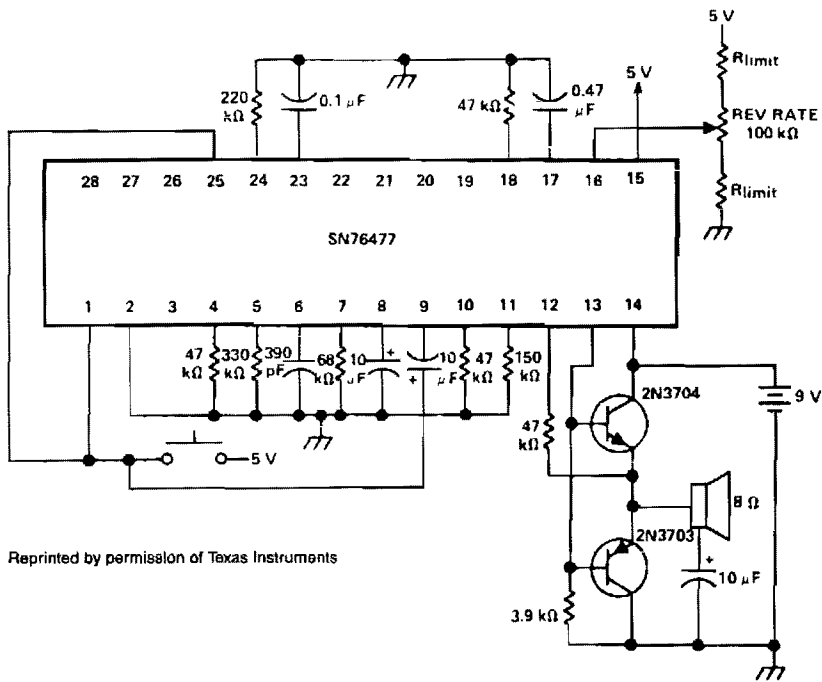 5 V
Rlimit
220 kΩ
0.1 µF
47 kΩ
0.47 µF
5 V
REV RATE
100 kΩ
Rlimit
28 27 26 25 24 23 22 21 20 19 18 17 16 15
SN76477
1 2 3 4 5 6 7 8 9 10 11 12 13 14
47 kΩ
330 kΩ
390 pF
68 kΩ
10 µF
+
10 µF
+
47 kΩ
150 kΩ
2N3704
9 V
47 kΩ
5 V
8 Ω
2N3703
+
10 µF
3.9 kΩ
Reprinted by permission of Texas Instruments